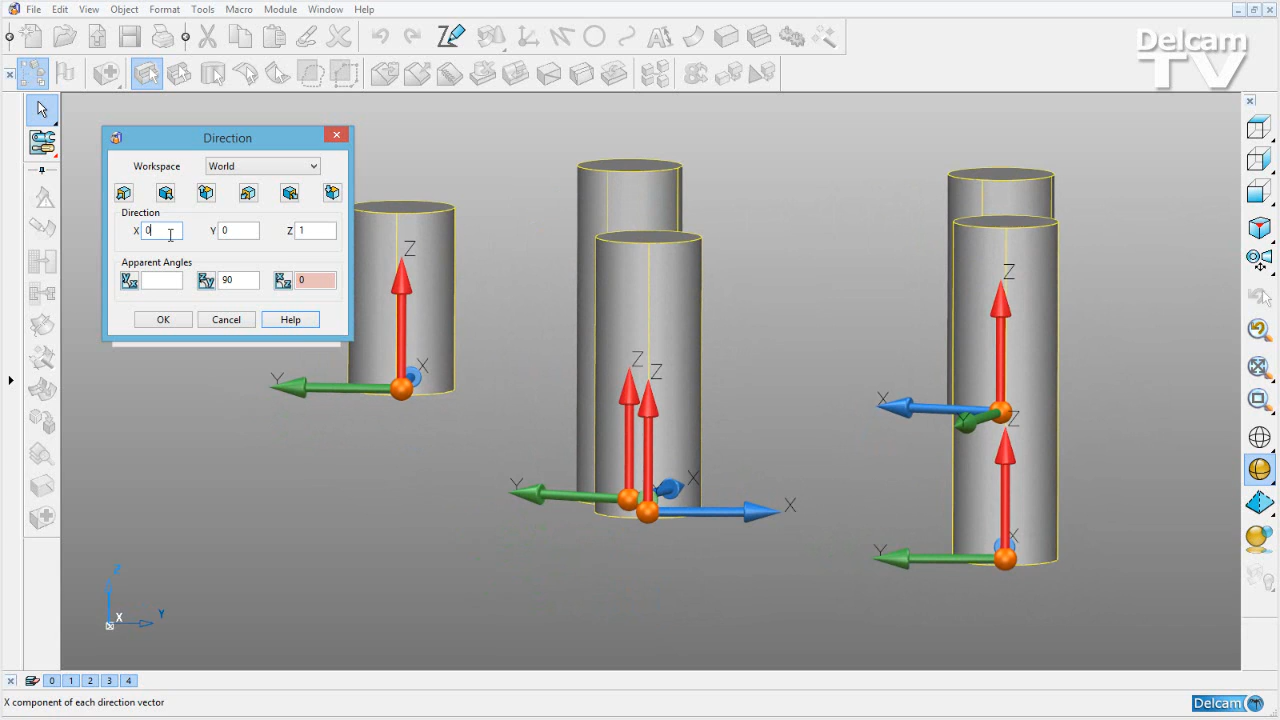 File Edit View Object Format Tools Macro Module Window Help
Delcam
TV
Direction
Workspace World
Direction
X 0 Y 0 Z 1
Apparent Angles
90 0
OK Cancel Help
Z
X
Y
Z
Z
Y
X
X
Z
X
Y
Z
X
Y
Z
X
Y
0 1 2 3 4
X component of each direction vector
Delcam